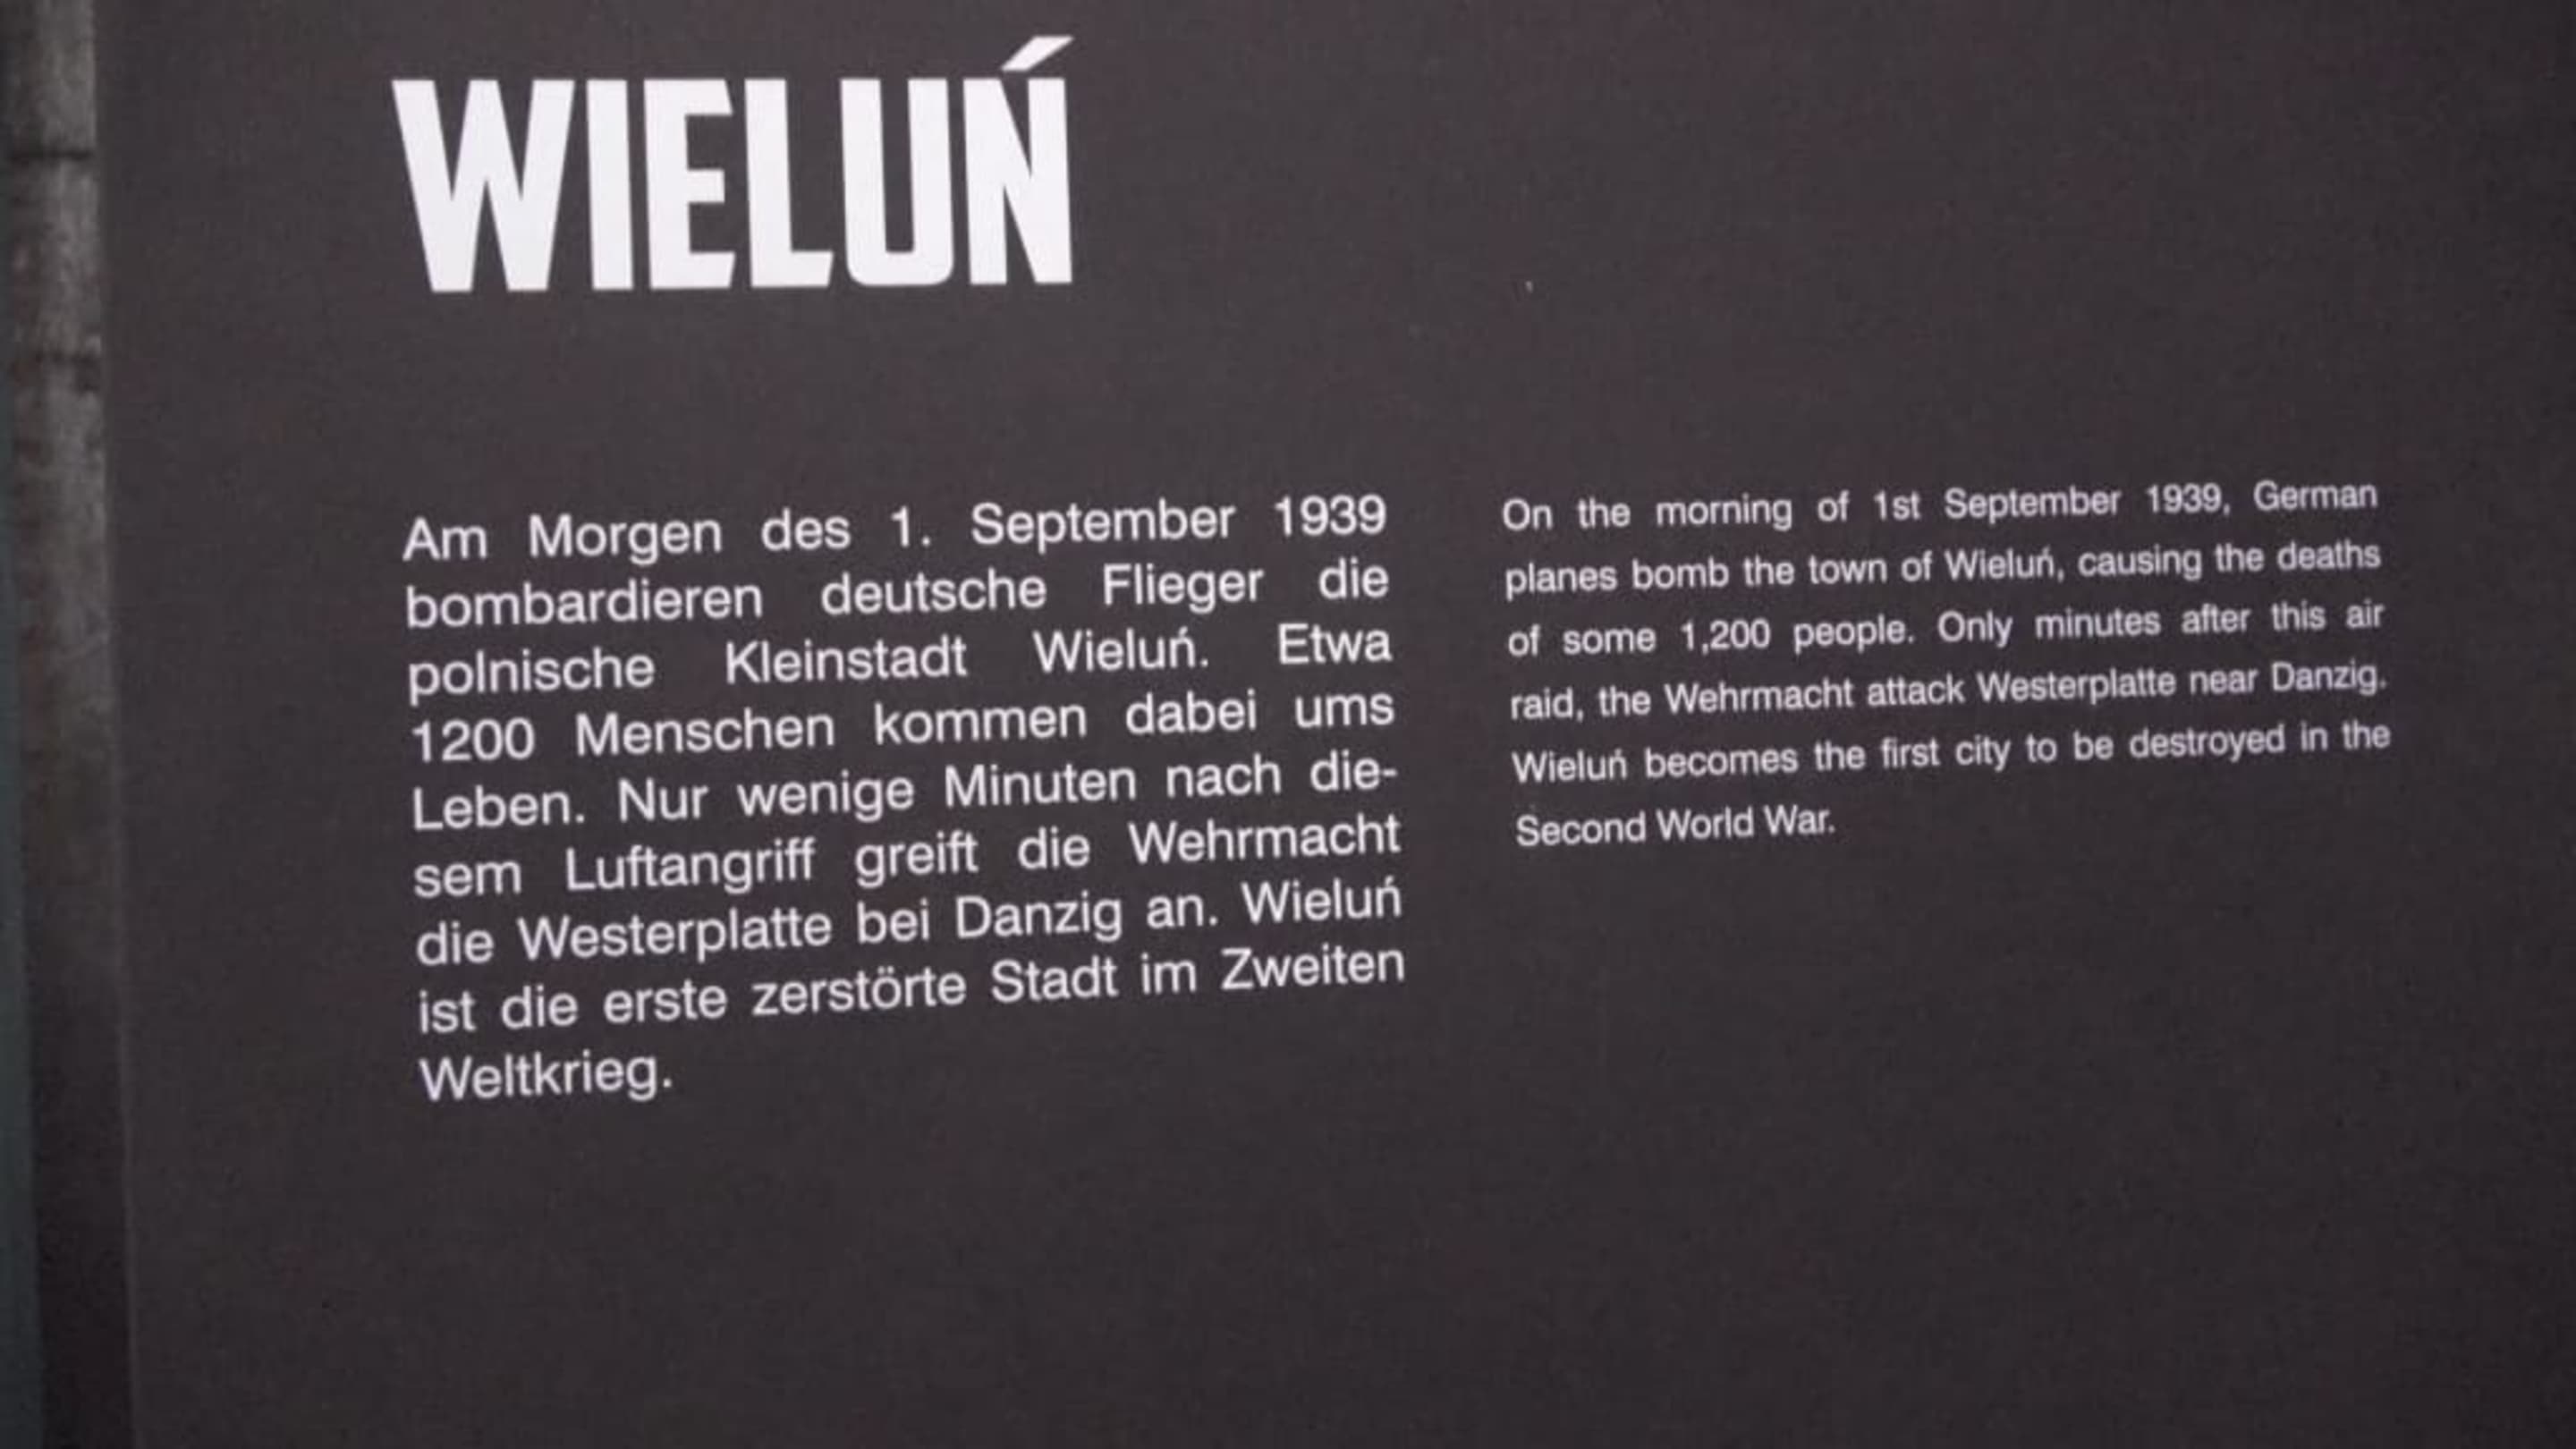 WIELUŃ
Am Morgen des 1. September 1939
bombardieren deutsche Flieger die
polnische Kleinstadt Wieluń. Etwa
1200 Menschen kommen dabei ums
Leben. Nur wenige Minuten nach die-
sem Luftangriff greift die Wehrmacht
die Westerplatte bei Danzig an. Wieluń
ist die erste zerstörte Stadt im Zweiten
Weltkrieg.
On the morning of 1st September 1939, German
planes bomb the town of Wieluń, causing the deaths
of some 1,200 people. Only minutes after this air
raid, the Wehrmacht attack Westerplatte near Danzig.
Wieluń becomes the first city to be destroyed in the
Second World War.